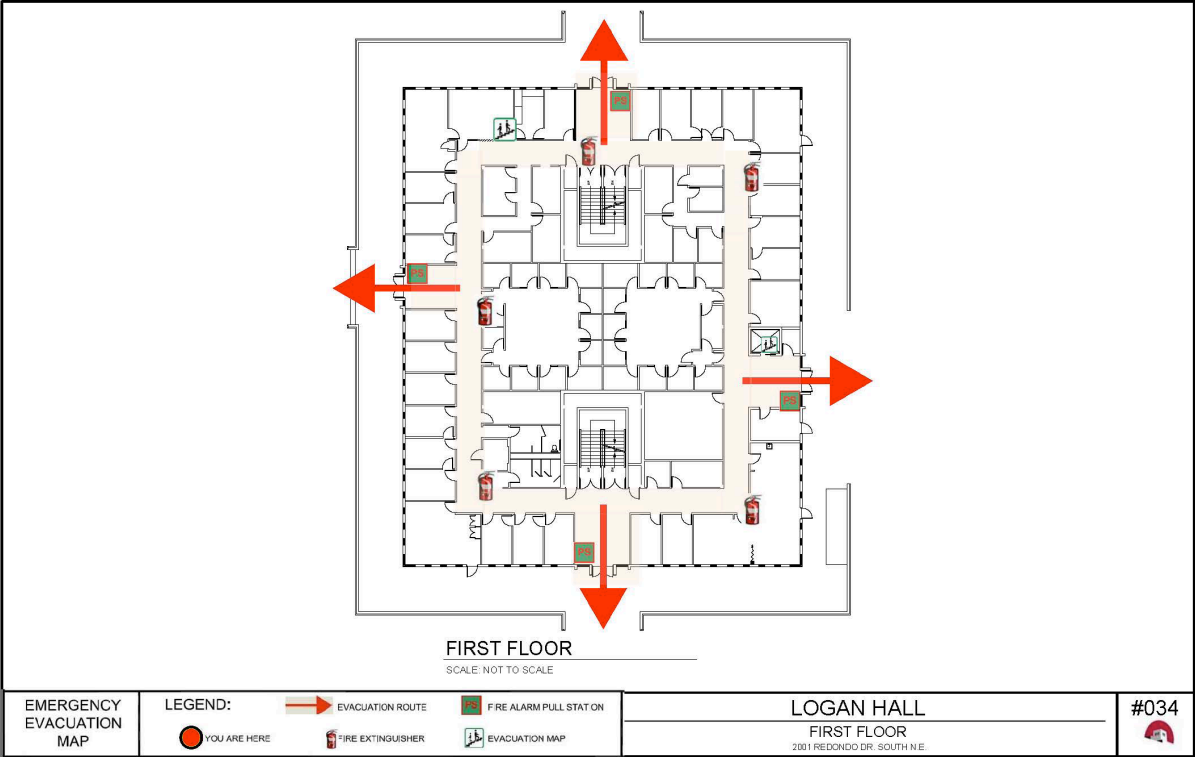 PS
PS
PS
PS
FIRST FLOOR
SCALE: NOT TO SCALE
EMERGENCY
EVACUATION
MAP
LEGEND:
EVACUATION ROUTE
PS
FIRE ALARM PULL STATION
YOU ARE HERE
FIRE EXTINGUISHER
EVACUATION MAP
LOGAN HALL
FIRST FLOOR
2001 REDONDO DR. SOUTH N.E.
#034